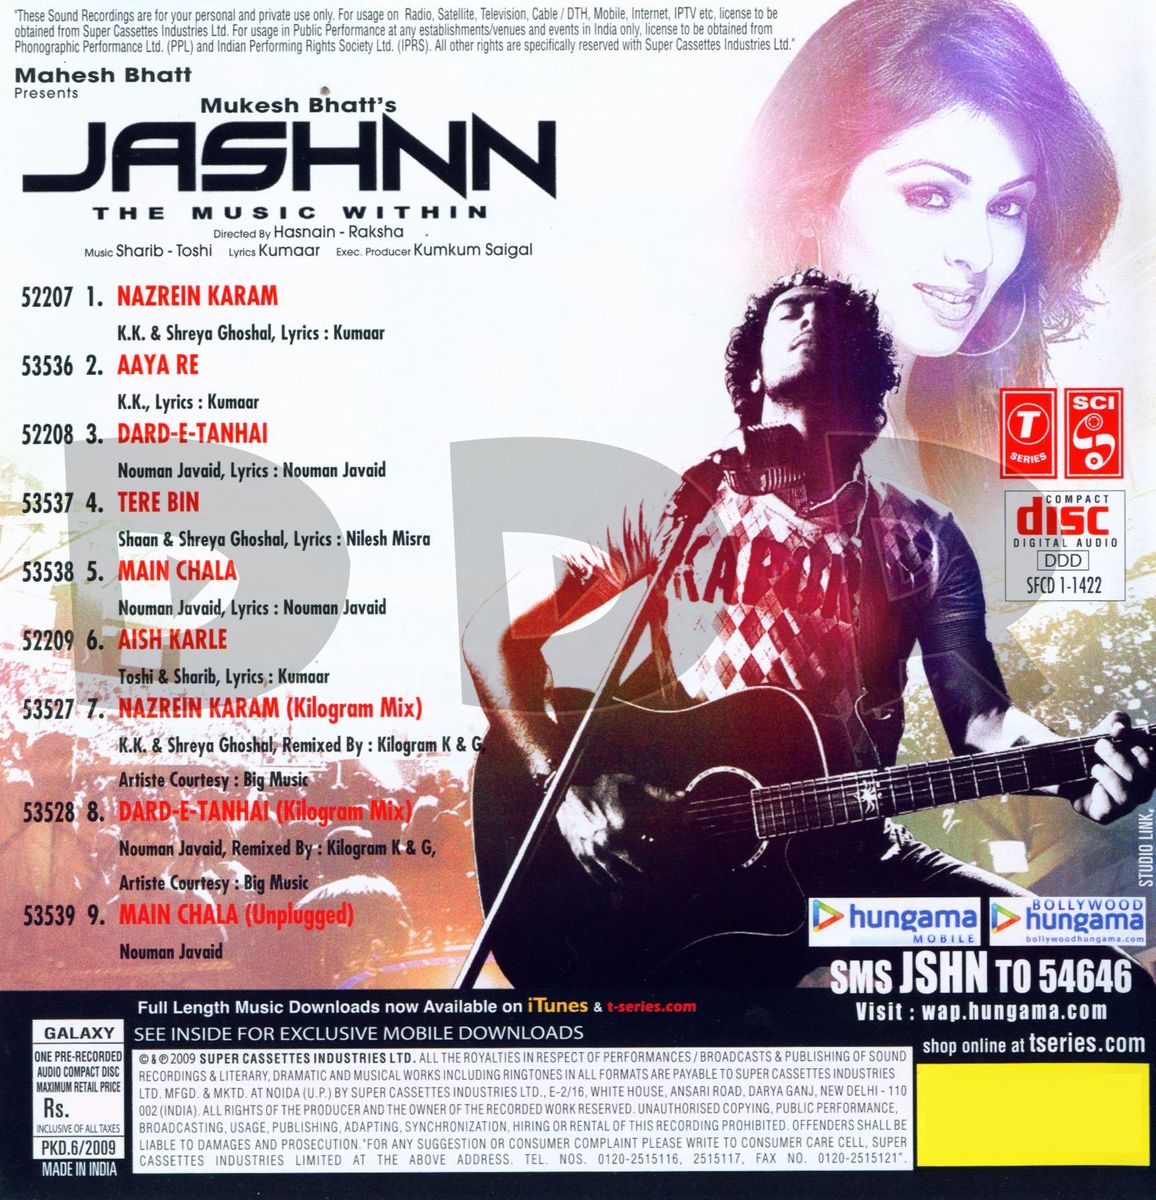 "These Sound Recordings are for your personal and private use only. For usage on Radio, Satellite, Television, Cable / DTH, Mobile, Internet, IPTV etc, license to be
obtained from Super Cassettes Industries Ltd. For usage in Public Performance at any establishments/venues and events in India only, license to be obtained from
Phonographic Performance Ltd. (PPL) and Indian Performing Rights Society Ltd. (IPRS). All other rights are specifically reserved with Super Cassettes Industries Ltd."
Mahesh Bhatt
Presents
Mukesh Bhatt's
JASHNN
THE MUSIC WITHIN
Directed By Hasnain - Raksha
Music Sharib - Toshi Lyrics Kumaar Exec. Producer Kumkum Saigal
52207 1. NAZREIN KARAM
K.K. & Shreya Ghoshal, Lyrics : Kumaar
53536 2. AAYA RE
K.K., Lyrics : Kumaar
52208 3. DARD-E-TANHAI
Nouman Javaid, Lyrics : Nouman Javaid
53537 4. TERE BIN
Shaan & Shreya Ghoshal, Lyrics : Nilesh Misra
53538 5. MAIN CHALA
Nouman Javaid, Lyrics : Nouman Javaid
52209 6. AISH KARLE
Toshi & Sharib, Lyrics : Kumaar
53527 7. NAZREIN KARAM (Kilogram Mix)
K.K. & Shreya Ghoshal, Remixed By : Kilogram K & G,
Artiste Courtesy : Big Music
53528 8. DARD-E-TANHAI (Kilogram Mix)
Nouman Javaid, Remixed By : Kilogram K & G,
Artiste Courtesy : Big Music
53539 9. MAIN CHALA (Unplugged)
Nouman Javaid
DDR
T
SERIES
SCI
COMPACT
disc
DIGITAL AUDIO
DDD
SFCD 1-1422
STUDIO LINK.
hungama
MOBILE
BOLLYWOOD
hungama
bollywoodhungama.com
SMS JSHN TO 54646
Visit : wap.hungama.com
shop online at tseries.com
Full Length Music Downloads now Available on iTunes & t-series.com
SEE INSIDE FOR EXCLUSIVE MOBILE DOWNLOADS
GALAXY
ONE PRE-RECORDED
AUDIO COMPACT DISC
MAXIMUM RETAIL PRICE
Rs.
INCLUSIVE OF ALL TAXES
PKD.6/2009
MADE IN INDIA
© & ℗ 2009 SUPER CASSETTES INDUSTRIES LTD. ALL THE ROYALTIES IN RESPECT OF PERFORMANCES / BROADCASTS & PUBLISHING OF SOUND
RECORDINGS & LITERARY, DRAMATIC AND MUSICAL WORKS INCLUDING RINGTONES IN ALL FORMATS ARE PAYABLE TO SUPER CASSETTES INDUSTRIES
LTD. MFGD. & MKTD. AT NOIDA (U.P.) BY SUPER CASSETTES INDUSTRIES LTD., E-2/16, WHITE HOUSE, ANSARI ROAD, DARYA GANJ, NEW DELHI - 110
002 (INDIA). ALL RIGHTS OF THE PRODUCER AND THE OWNER OF THE RECORDED WORK RESERVED. UNAUTHORISED COPYING, PUBLIC PERFORMANCE,
BROADCASTING, USAGE, PUBLISHING, ADAPTING, SYNCHRONIZATION, HIRING OR RENTAL OF THIS RECORDING PROHIBITED. OFFENDERS SHALL BE
LIABLE TO DAMAGES AND PROSECUTION."FOR ANY SUGGESTION OR CONSUMER COMPLAINT PLEASE WRITE TO CONSUMER CARE CELL, SUPER
CASSETTES INDUSTRIES LIMITED AT THE ABOVE ADDRESS. TEL. NOS. 0120-2515116, 2515117, FAX NO. 0120-2515121".